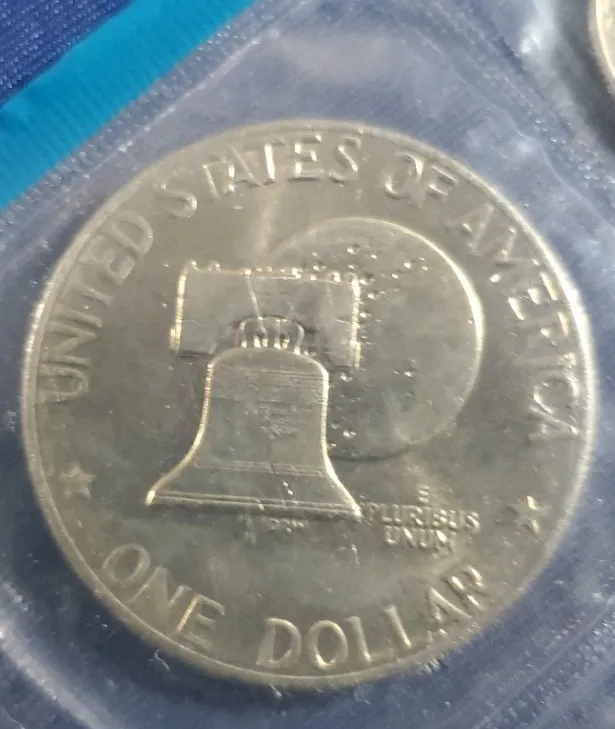 UNITED STATES OF AMERICA
E
PLURIBUS
UNUM
ONE DOLLAR